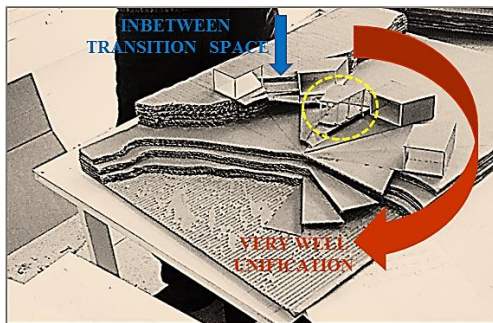 INBETWEEN
TRANSITION SPACE
VERY WELL
UNIFICATION